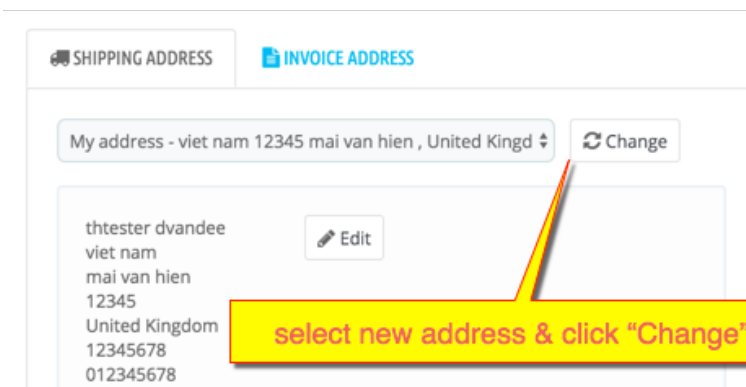 SHIPPING ADDRESS
INVOICE ADDRESS
My address - viet nam 12345 mai van hien , United Kingd
Change
thtester dvandee
Edit
viet nam
mai van hien
12345
United Kingdom
12345678
012345678
select new address & click “Change”